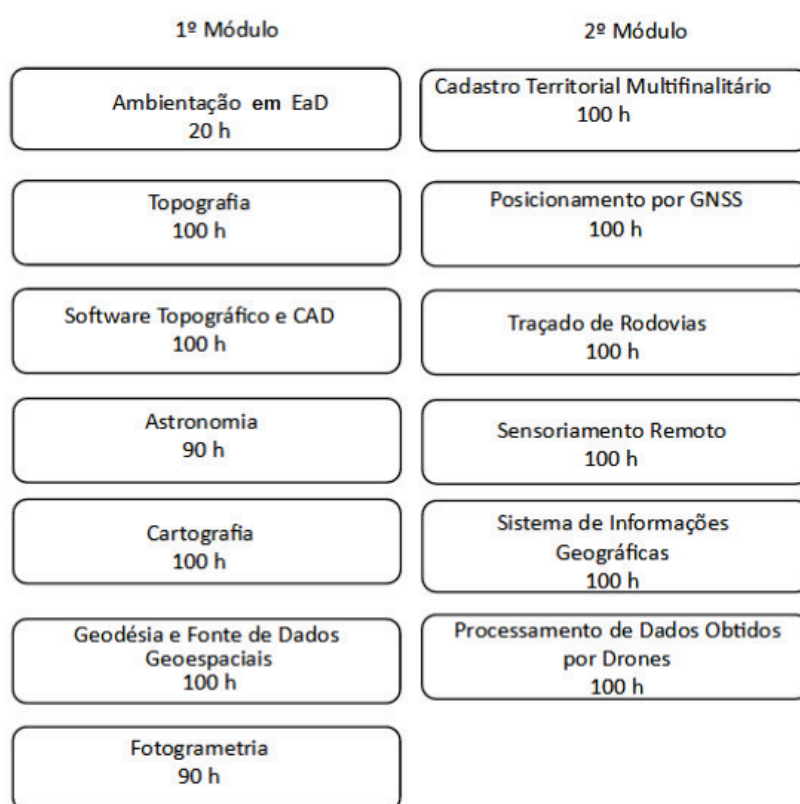 1º Módulo
Ambientação em EaD
20 h
Topografia
100 h
Software Topográfico e CAD
100 h
Astronomia
90 h
Cartografia
100 h
Geodésia e Fonte de Dados
Geoespaciais
100 h
Fotogrametria
90 h
2º Módulo
Cadastro Territorial Multifinalitário
100 h
Posicionamento por GNSS
100 h
Traçado de Rodovias
100 h
Sensoriamento Remoto
100 h
Sistema de Informações
Geográficas
100 h
Processamento de Dados Obtidos
por Drones
100 h